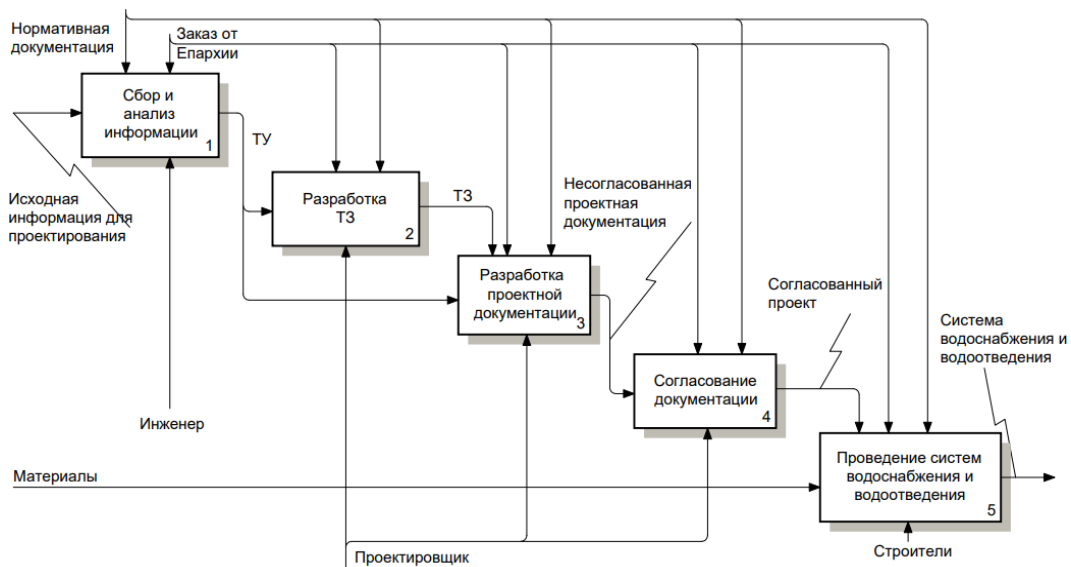 Нормативная
документация
Заказ от
Епархии
Сбор и
анализ
информации
1
ТУ
Исходная
информация для
проектирования
Разработка
ТЗ
2
ТЗ
Несогласованная
проектная
документация
Разработка
проектной
документации
3
Согласованный
проект
Система
водоснабжения и
водоотведения
Согласование
документации
4
Инженер
Материалы
Проведение систем
водоснабжения и
водоотведения
5
Проектировщик
Строители